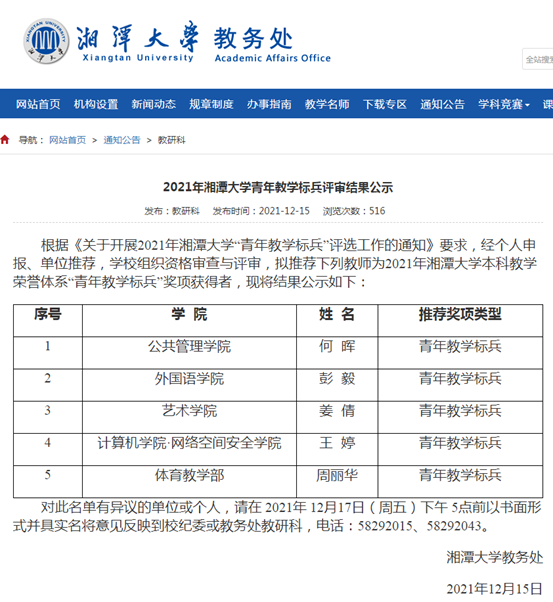 湘潭大学 教务处
Xiangtan University Academic Affairs Office
全站搜索
网站首页 机构设置 新闻动态 规章制度 办事指南 教学名师 下载专区 通知公告 学科竞赛 课
导航： 网站首页 > 通知公告 > 教研科
2021年湘潭大学青年教学标兵评审结果公示
发布：教研科 发布时间：2021-12-15 浏览次数：516
根据《关于开展2021年湘潭大学“青年教学标兵”评选工作的通知》要求，经个人申
报、单位推荐，学校组织资格审查与评审，拟推荐下列教师为2021年湘潭大学本科教学
荣誉体系“青年教学标兵”奖项获得者，现将结果公示如下：
序号 学 院 姓 名 推荐奖项类型
1 公共管理学院 何 晖 青年教学标兵
2 外国语学院 彭 毅 青年教学标兵
3 艺术学院 姜 倩 青年教学标兵
4 计算机学院·网络空间安全学院 王 婷 青年教学标兵
5 体育教学部 周丽华 青年教学标兵
对此名单有异议的单位或个人，请在 2021年 12月17日（周五）下午 5点前以书面形
式并具实名将意见反映到校纪委或教务处教研科，电话：58292015、58292043。
湘潭大学教务处
2021年12月15日